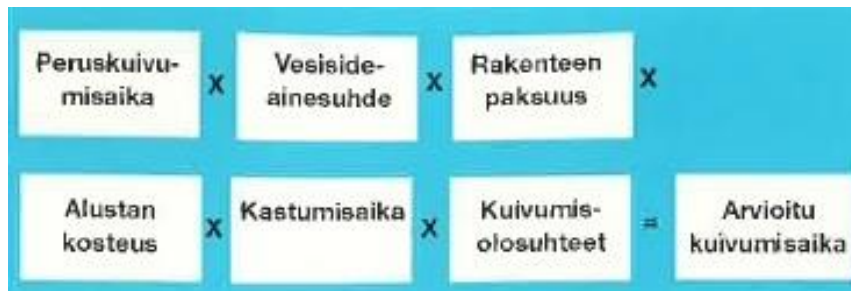 Peruskuivu- x Vesiside- x Rakenteen x
misaika ainesuhde paksuus
Alustan x Kastumisaika x Kuivumis- = Arvioitu
kosteus olosuhteet kuivumisaika